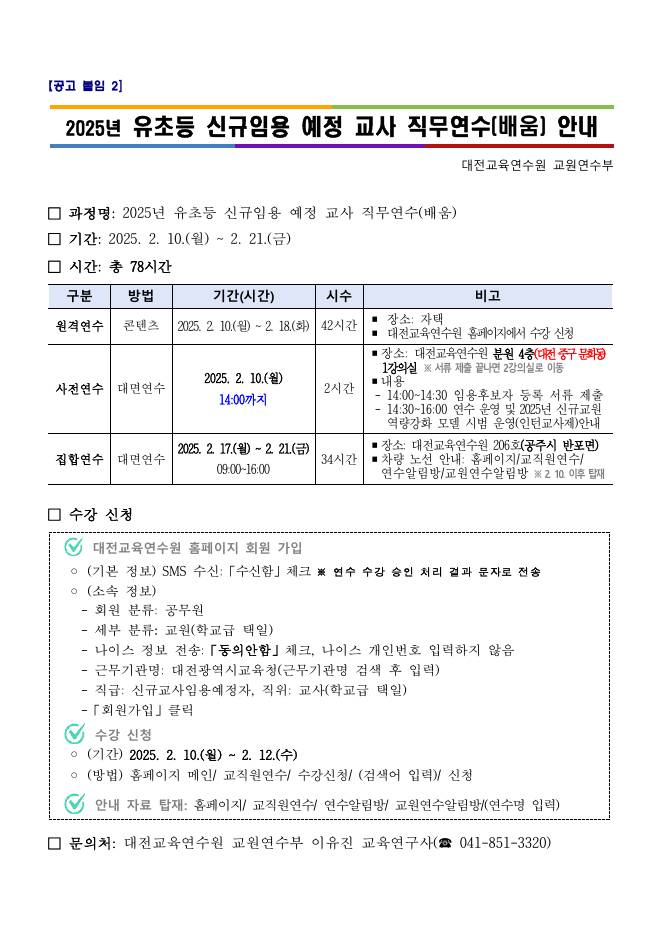 [공고 붙임 2]
2025년 유초등 신규임용 예정 교사 직무연수(배움) 안내
대전교육연수원 교원연수부
□ 과정명: 2025년 유초등 신규임용 예정 교사 직무연수(배움)
□ 기간: 2025. 2. 10.(월) ~ 2. 21.(금)
□ 시간: 총 78시간
구분 방법 기간(시간) 시수 비고
원격연수 콘텐츠 2025. 2. 10.(월) ~ 2. 18.(화) 42시간
▪ 장소: 자택
▪ 대전교육연수원 홈페이지에서 수강 신청
사전연수 대면연수
2025. 2. 10.(월)
14:00까지
2시간
▪ 장소: 대전교육연수원 분원 4층(대전 중구 문화동)
1강의실 ※ 서류 제출 끝나면 2강의실로 이동
▪ 내용
- 14:00~14:30 임용후보자 등록 서류 제출
- 14:30~16:00 연수 운영 및 2025년 신규교원
역량강화 모델 시범 운영(인턴교사제)안내
집합연수 대면연수
2025. 2. 17.(월) ~ 2. 21.(금)
09:00~16:00
34시간
▪ 장소: 대전교육연수원 206호(공주시 반포면)
▪ 차량 노선 안내: 홈페이지/교직원연수/
연수알림방/교원연수알림방 ※ 2. 10. 이후 탑재
□ 수강 신청
대전교육연수원 홈페이지 회원 가입
○ (기본 정보) SMS 수신:「수신함」체크 ※ 연수 수강 승인 처리 결과 문자로 전송
○ (소속 정보)
- 회원 분류: 공무원
- 세부 분류: 교원(학교급 택일)
- 나이스 정보 전송:「동의안함」체크, 나이스 개인번호 입력하지 않음
- 근무기관명: 대전광역시교육청(근무기관명 검색 후 입력)
- 직급: 신규교사임용예정자, 직위: 교사(학교급 택일)
-「회원가입」클릭
수강 신청
○ (기간) 2025. 2. 10.(월) ~ 2. 12.(수)
○ (방법) 홈페이지 메인/ 교직원연수/ 수강신청/ (검색어 입력)/ 신청
안내 자료 탑재: 홈페이지/ 교직원연수/ 연수알림방/ 교원연수알림방/(연수명 입력)
□ 문의처: 대전교육연수원 교원연수부 이유진 교육연구사(☎ 041-851-3320)